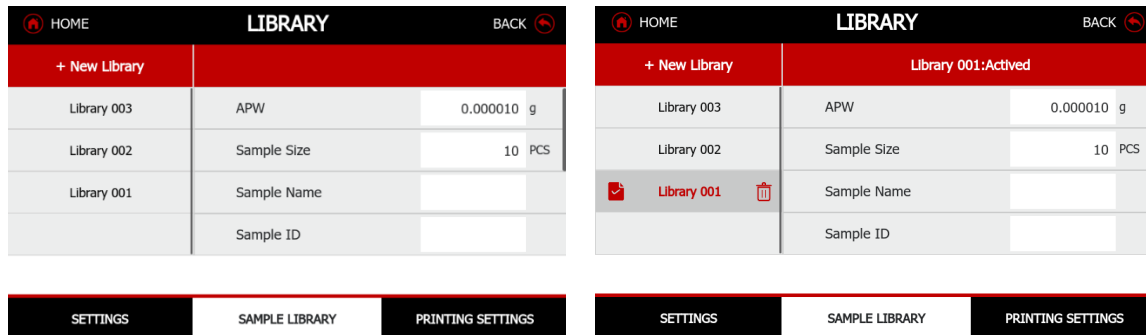 HOME LIBRARY BACK
+ New Library
Library 003 APW 0.000010 g
Library 002 Sample Size 10 PCS
Library 001 Sample Name
Sample ID
SETTINGS SAMPLE LIBRARY PRINTING SETTINGS
HOME LIBRARY BACK
+ New Library Library 001:Actived
Library 003 APW 0.000010 g
Library 002 Sample Size 10 PCS
Library 001 Sample Name
Sample ID
SETTINGS SAMPLE LIBRARY PRINTING SETTINGS